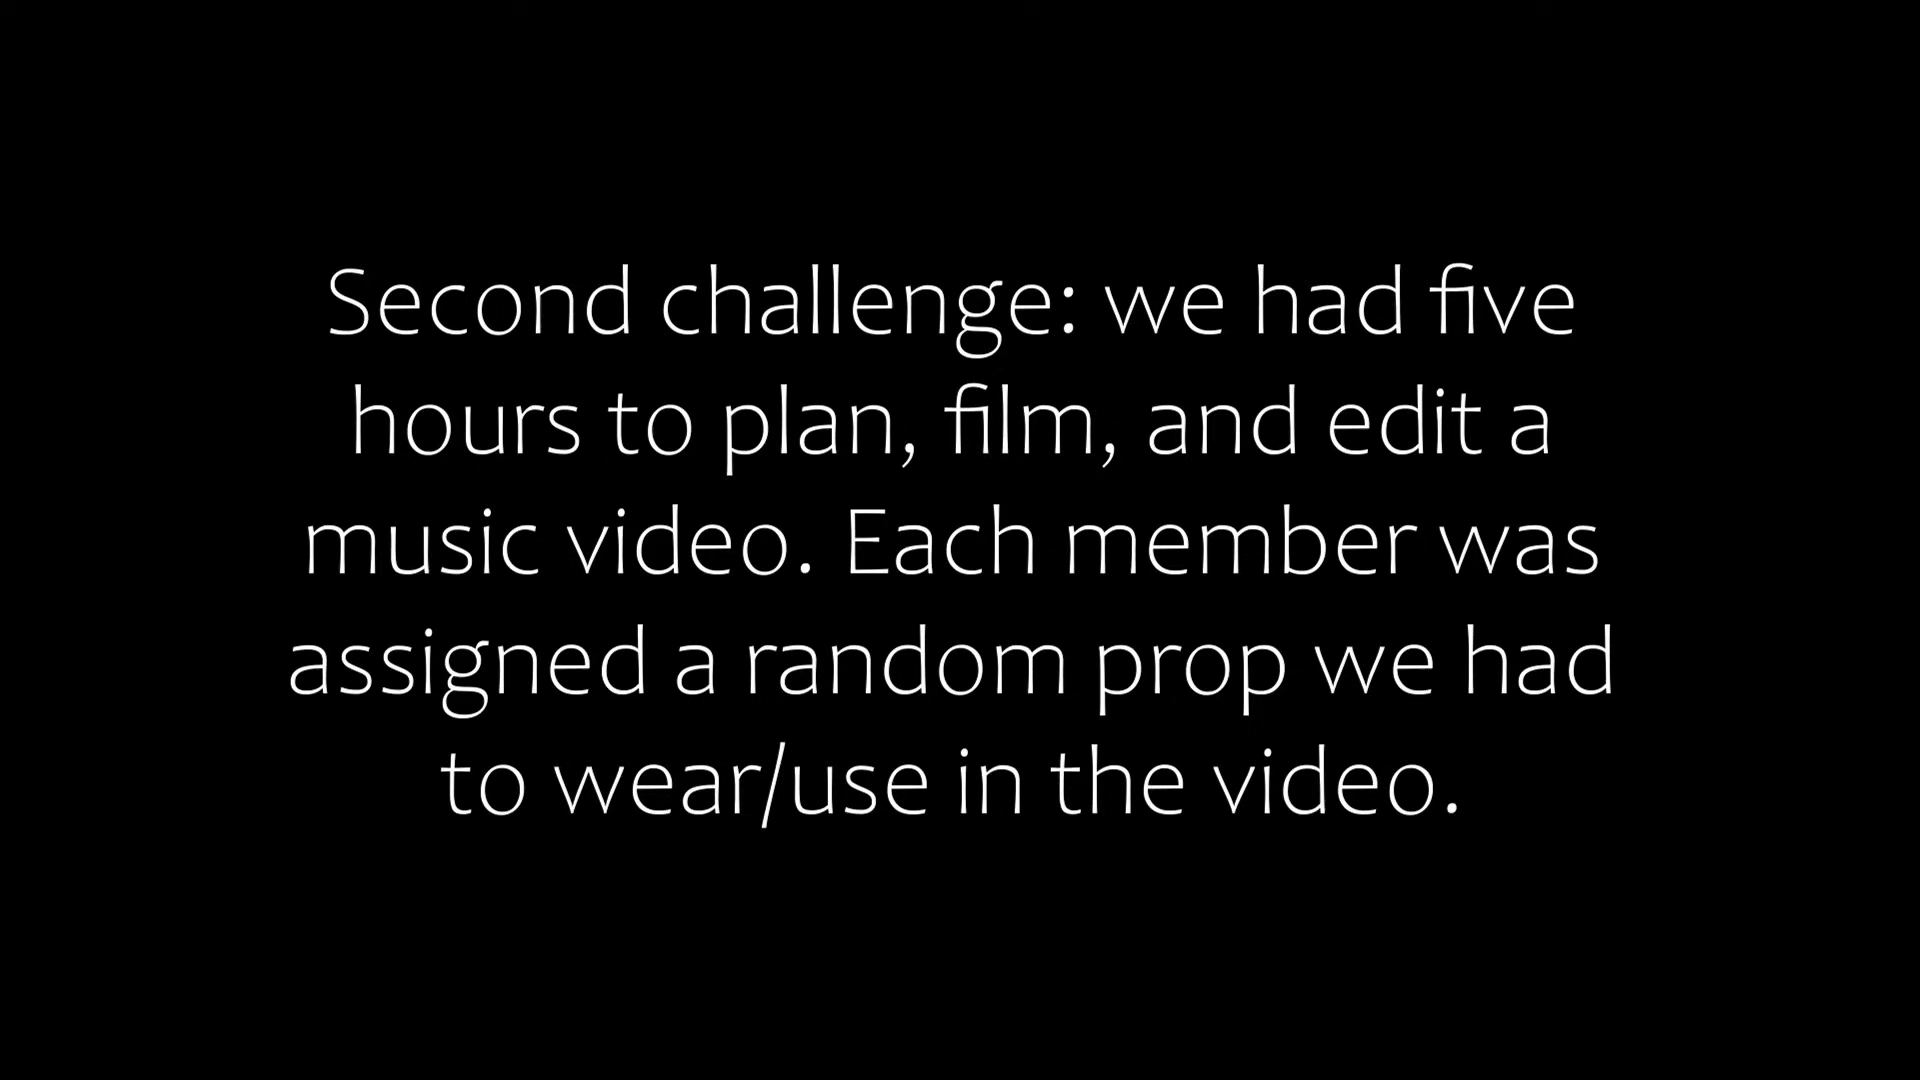 Second challenge: we had five
hours to plan, film, and edit a
music video. Each member was
assigned a random prop we had
to wear/use in the video.